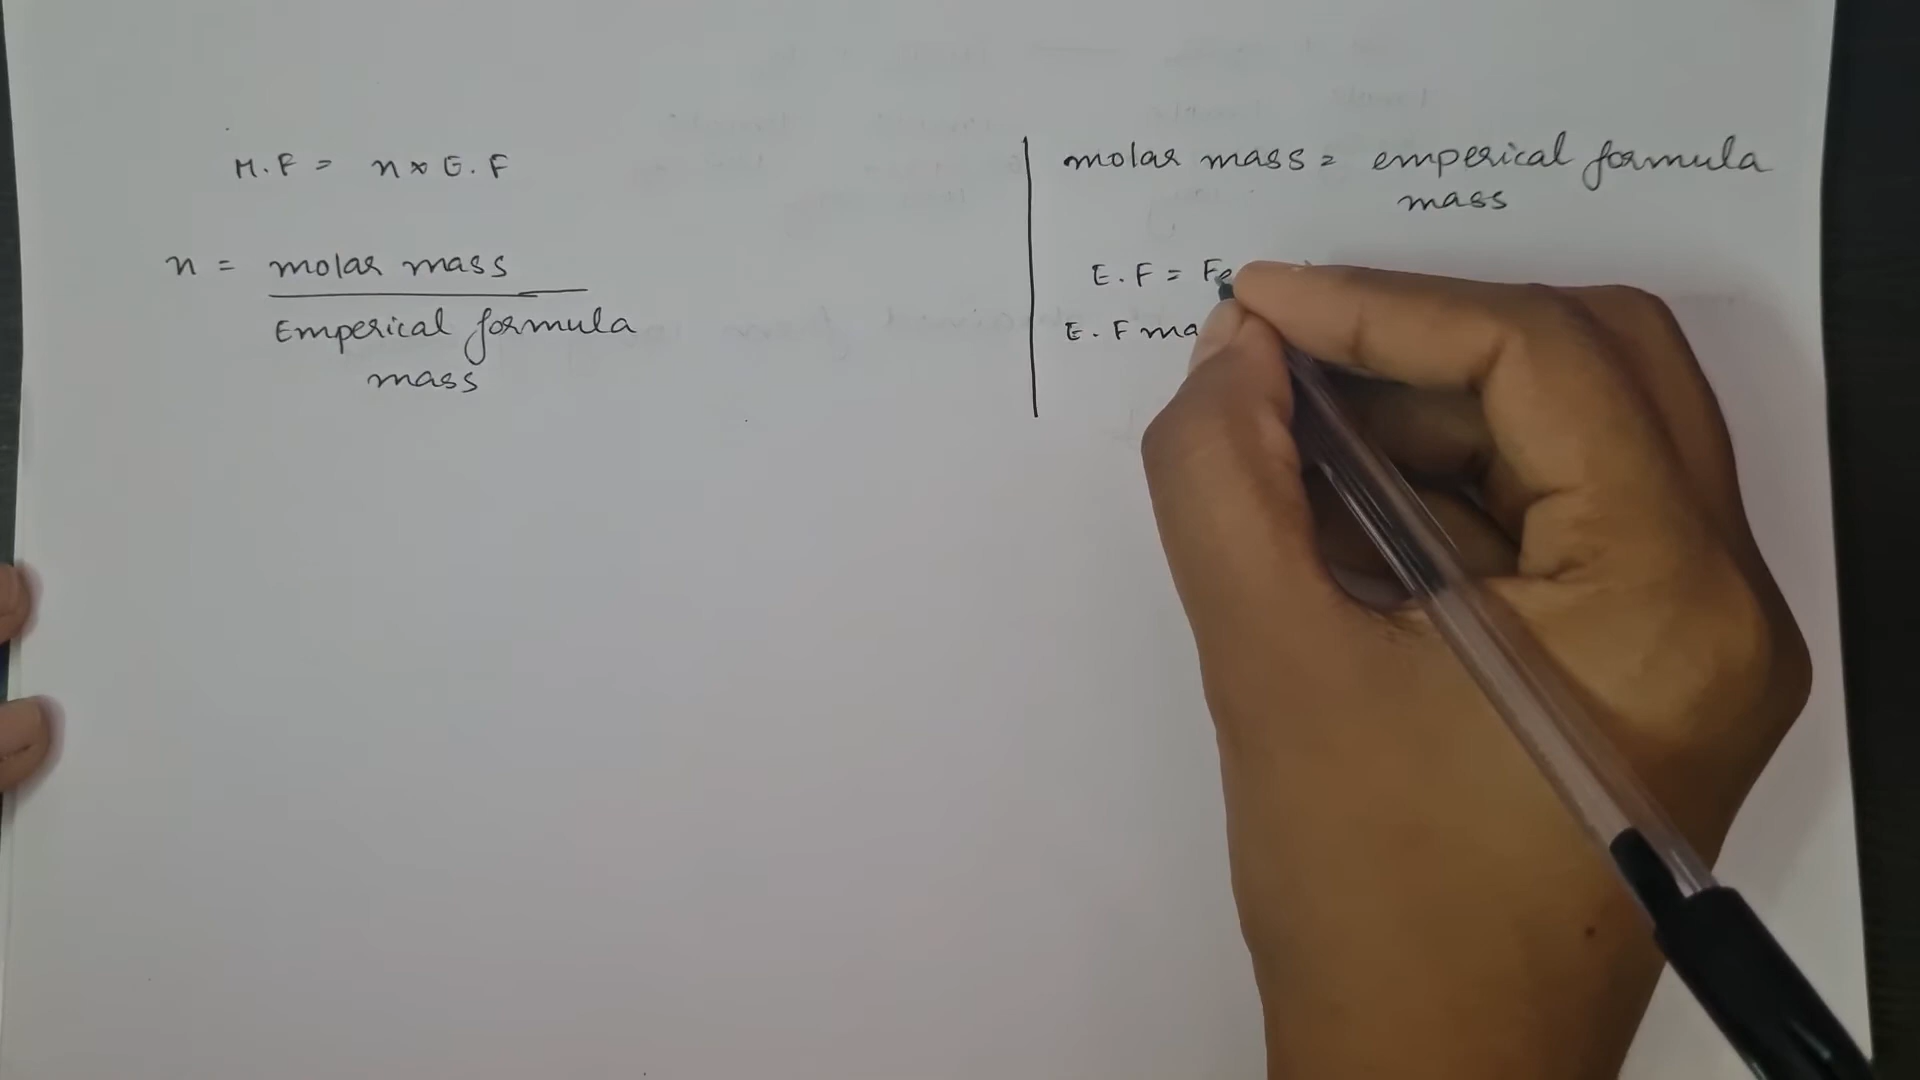 M.F = n × E.F
n = molar mass
Emperical formula
mass
molar mass = emperical formula
mass
E.F = Fe
E.F ma